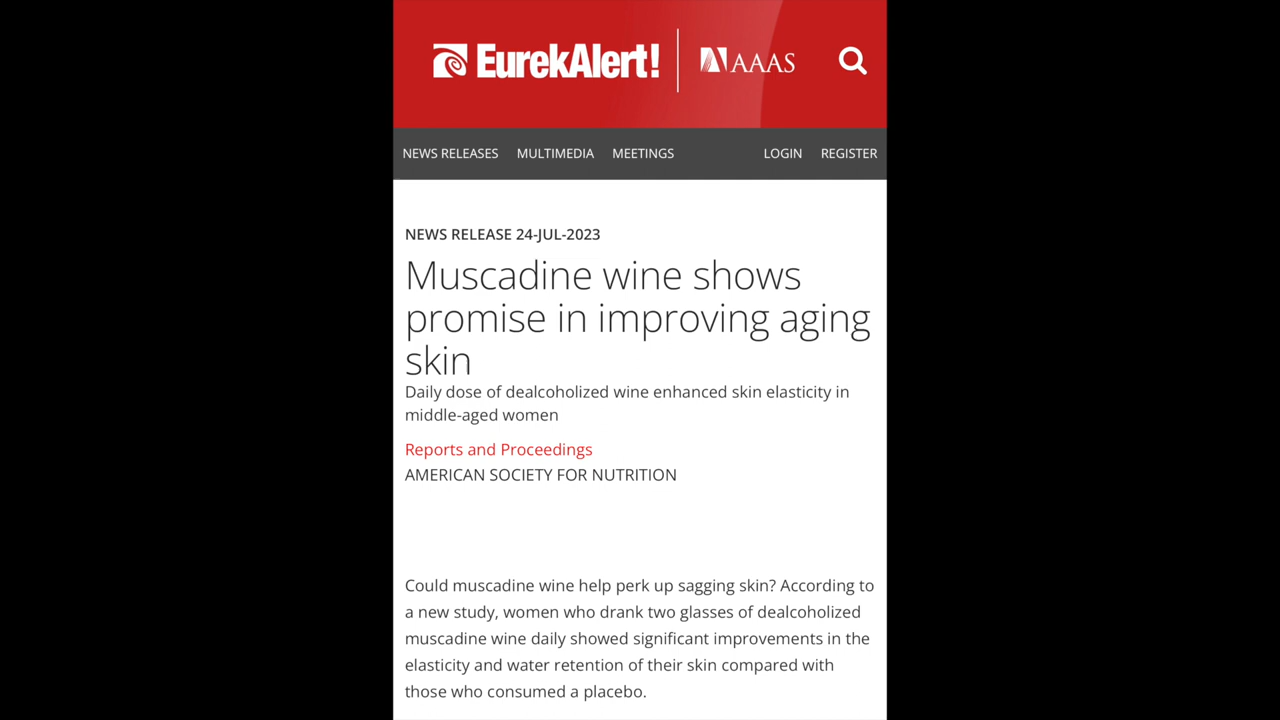 EurekAlert! AAAS
NEWS RELEASES MULTIMEDIA MEETINGS LOGIN REGISTER
NEWS RELEASE 24-JUL-2023
Muscadine wine shows
promise in improving aging
skin
Daily dose of dealcoholized wine enhanced skin elasticity in
middle-aged women
Reports and Proceedings
AMERICAN SOCIETY FOR NUTRITION
Could muscadine wine help perk up sagging skin? According to
a new study, women who drank two glasses of dealcoholized
muscadine wine daily showed significant improvements in the
elasticity and water retention of their skin compared with
those who consumed a placebo.